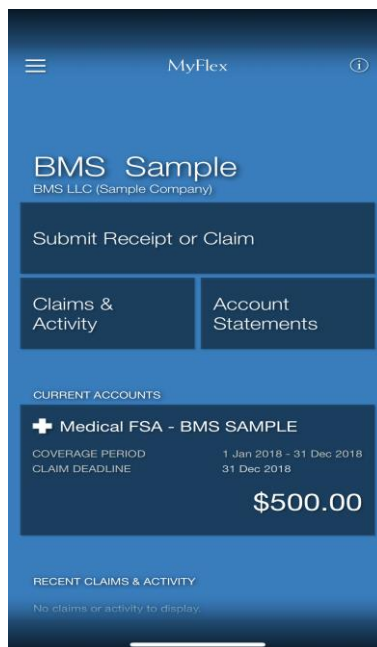 MyFlex
BMS Sample
BMS LLC (Sample Company)
Submit Receipt or Claim
Claims &
Activity
Account
Statements
CURRENT ACCOUNTS
Medical FSA - BMS SAMPLE
COVERAGE PERIOD 1 Jan 2018 - 31 Dec 2018
CLAIM DEADLINE 31 Dec 2018
$500.00
RECENT CLAIMS & ACTIVITY
No claims or activity to display.